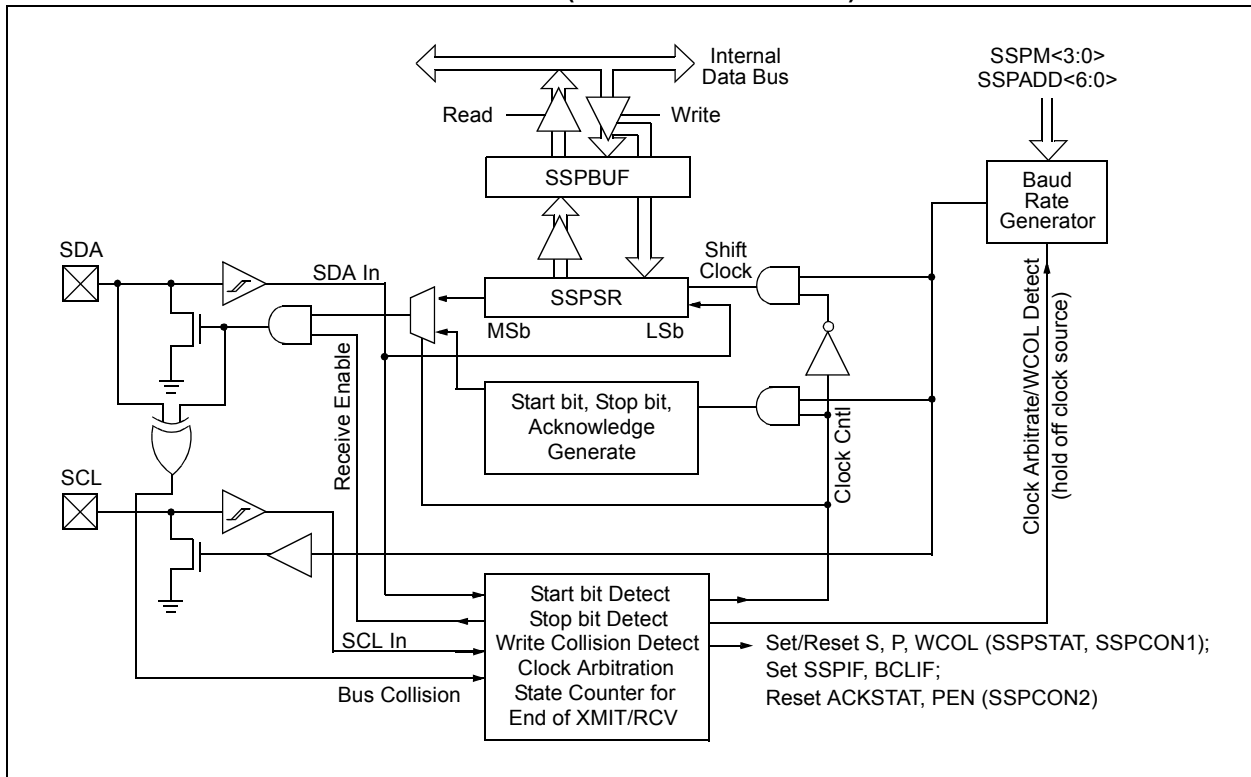 Internal
Data Bus
SSPM<3:0>
SSPADD<6:0>
Read
Write
SSPBUF
Baud
Rate
Generator
SDA
SDA In
Shift
Clock
SSPSR
MSb
LSb
Start bit, Stop bit,
Acknowledge
Generate
Receive Enable
Clock Cntl
Clock Arbitrate/WCOL Detect
(hold off clock source)
SCL
SCL In
Bus Collision
Start bit Detect
Stop bit Detect
Write Collision Detect
Clock Arbitration
State Counter for
End of XMIT/RCV
Set/Reset S, P, WCOL (SSPSTAT, SSPCON1);
Set SSPIF, BCLIF;
Reset ACKSTAT, PEN (SSPCON2)